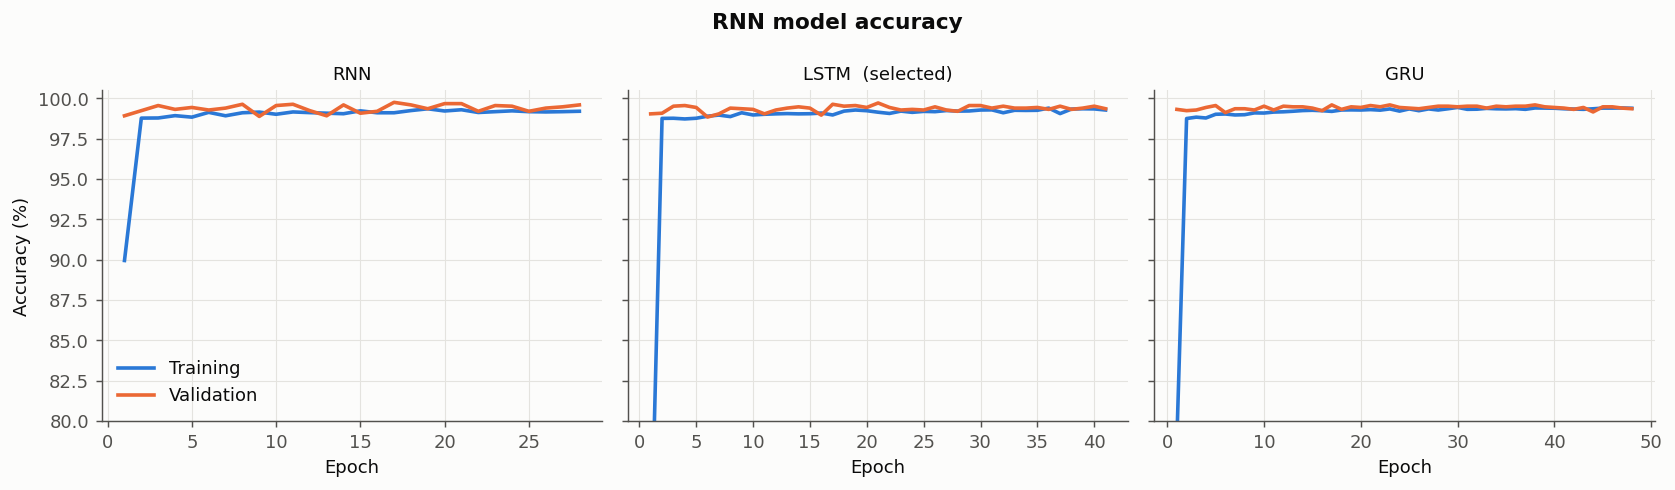 RNN model accuracy
RNN
LSTM (selected)
GRU
Accuracy (%)
100.0
97.5
95.0
92.5
90.0
87.5
85.0
82.5
80.0
Training
Validation
0 5 10 15 20 25
0 5 10 15 20 25 30 35 40
0 10 20 30 40 50
Epoch
Epoch
Epoch